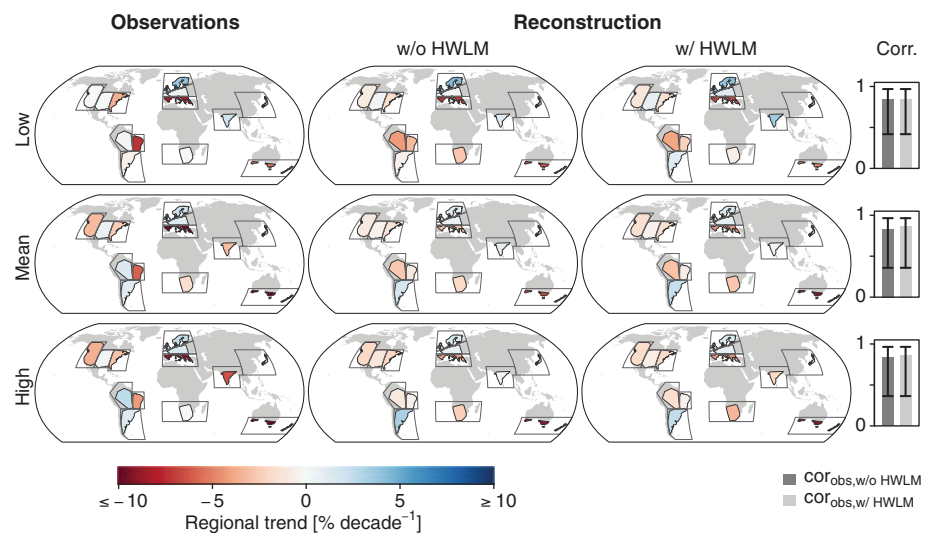 Observations
Reconstruction
w/o HWLM
w/ HWLM
Corr.
Low
1
0
Mean
1
0
High
1
0
≤ −10
−5
0
5
≥ 10
Regional trend [% decade⁻¹]
cor_obs,w/o HWLM
cor_obs,w/ HWLM